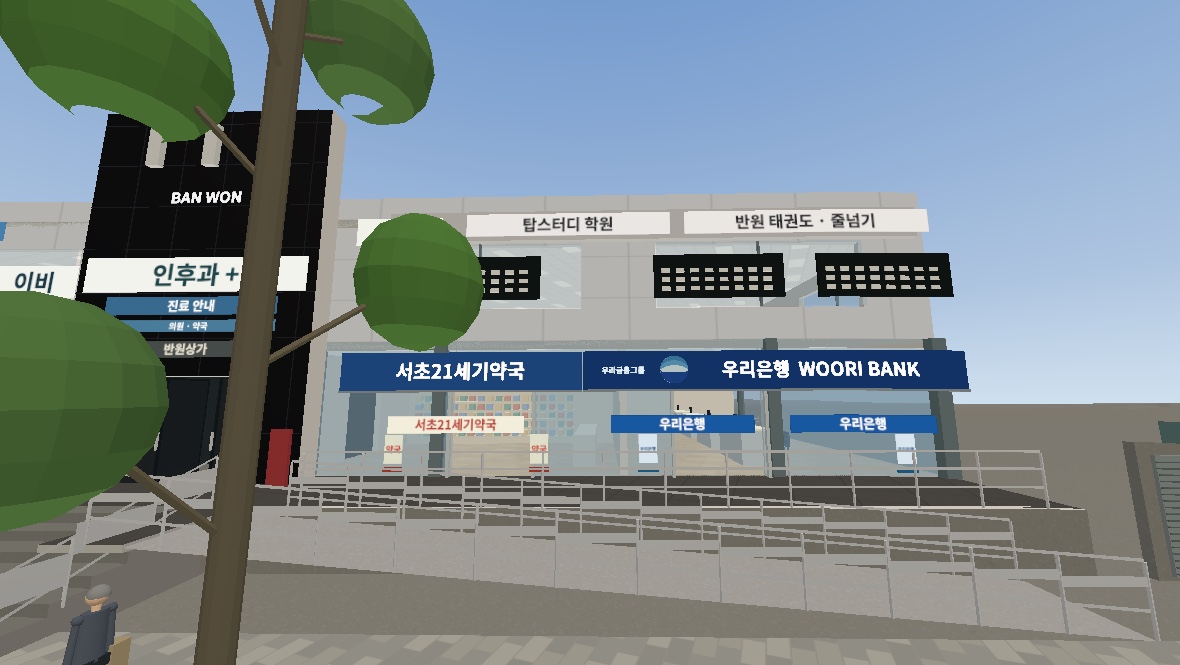 BAN WON
탑스터디 학원
반원 태권도 · 줄넘기
이비
인후과 +
진료 안내
의원 · 약국
반원상가
서초21세기약국
우리금융그룹
우리은행 WOORI BANK
서초21세기약국
우리은행
우리은행
약국
약국